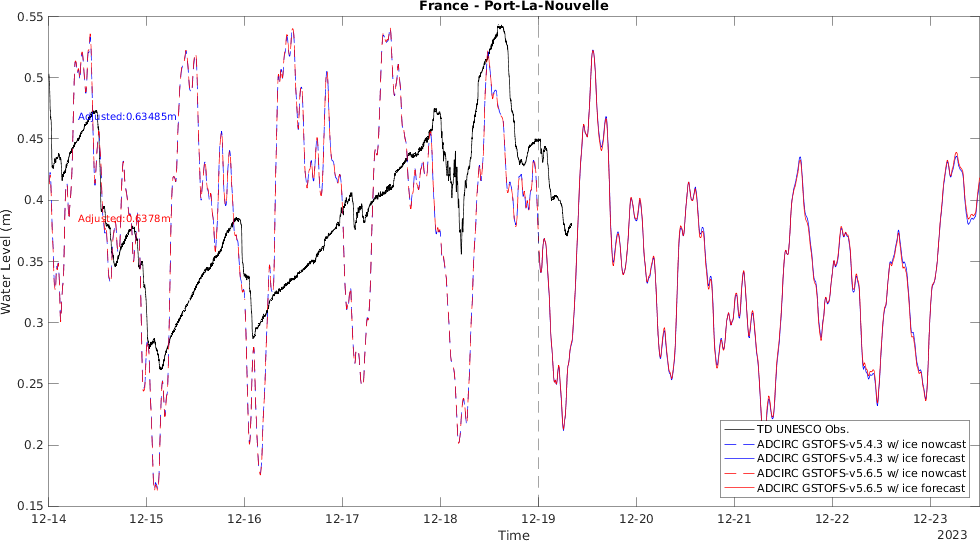 France - Port-La-Nouvelle
Water Level (m)
0.55
0.5
0.45
0.4
0.35
0.3
0.25
0.2
0.15
Adjusted:0.63485m
Adjusted:0.6378m
TD UNESCO Obs.
ADCIRC GSTOFS-v5.4.3 w/ ice nowcast
ADCIRC GSTOFS-v5.4.3 w/ ice forecast
ADCIRC GSTOFS-v5.6.5 w/ ice nowcast
ADCIRC GSTOFS-v5.6.5 w/ ice forecast
12-14 12-15 12-16 12-17 12-18 12-19 12-20 12-21 12-22 12-23
Time
2023